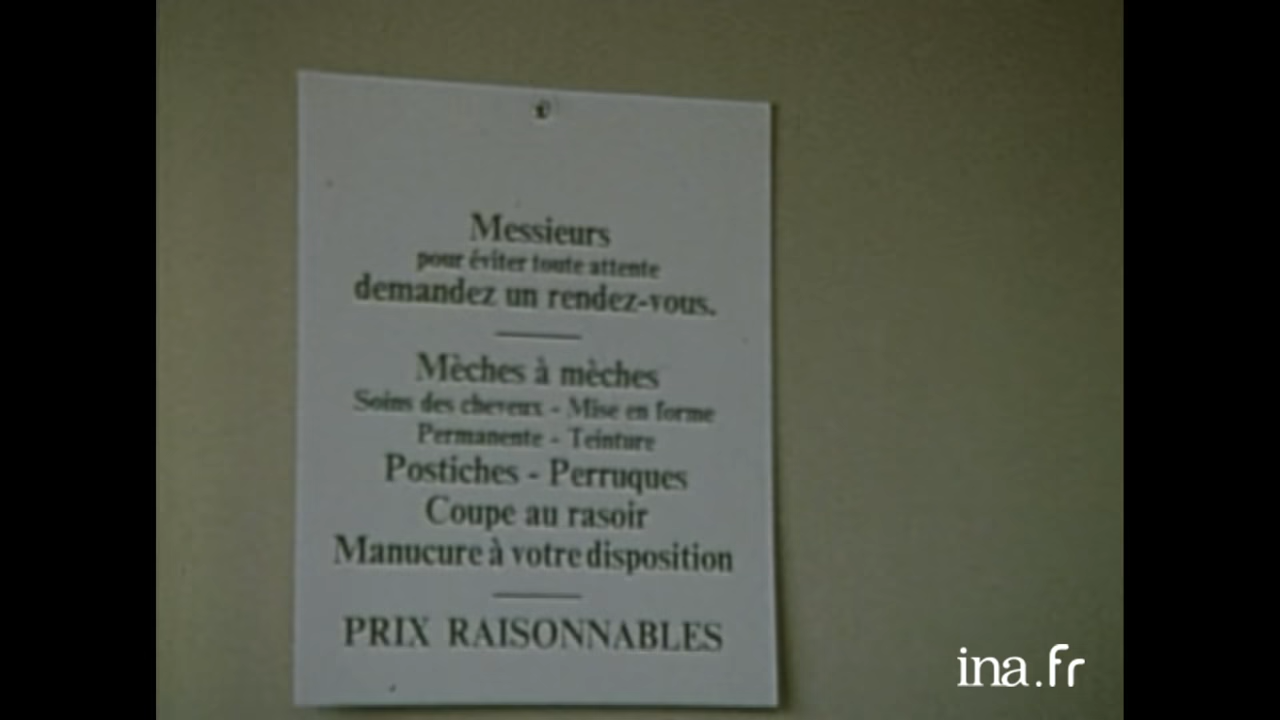 Messieurs
pour éviter toute attente
demandez un rendez-vous.
Mèches à mèches
Soins des cheveux - Mise en forme
Permanente - Teinture
Postiches - Perruques
Coupe au rasoir
Manucure à votre disposition
PRIX RAISONNABLES
ina.fr